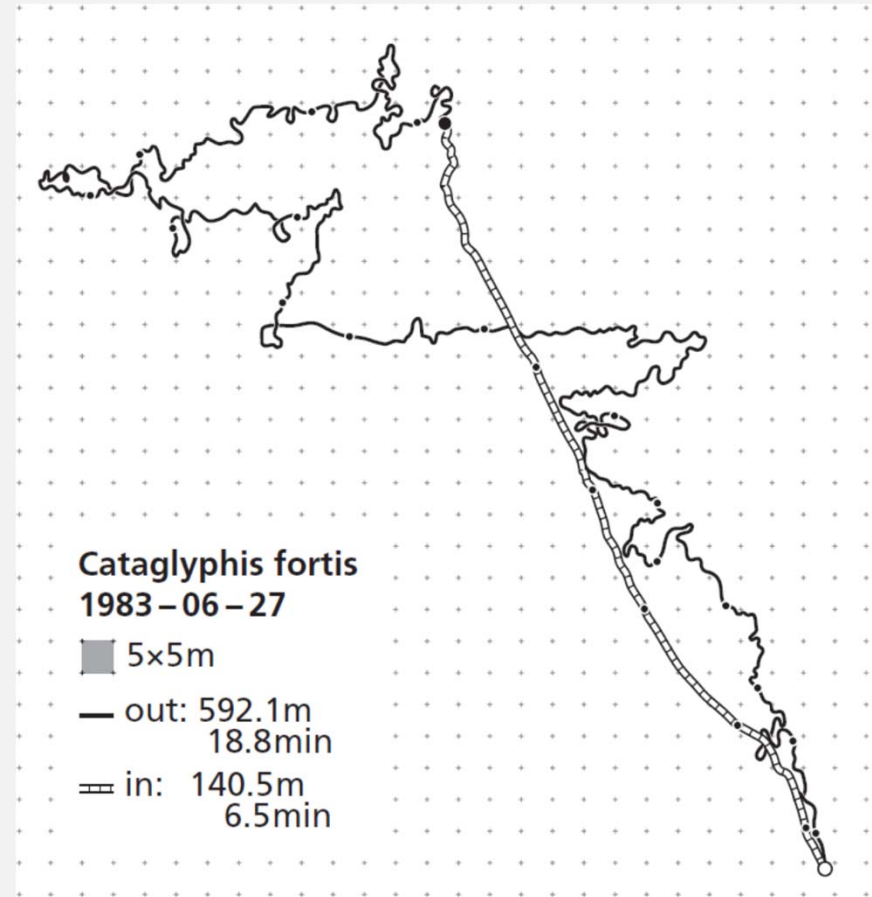 Cataglyphis fortis
1983–06–27
5×5m
out: 592.1m
18.8min
in: 140.5m
6.5min